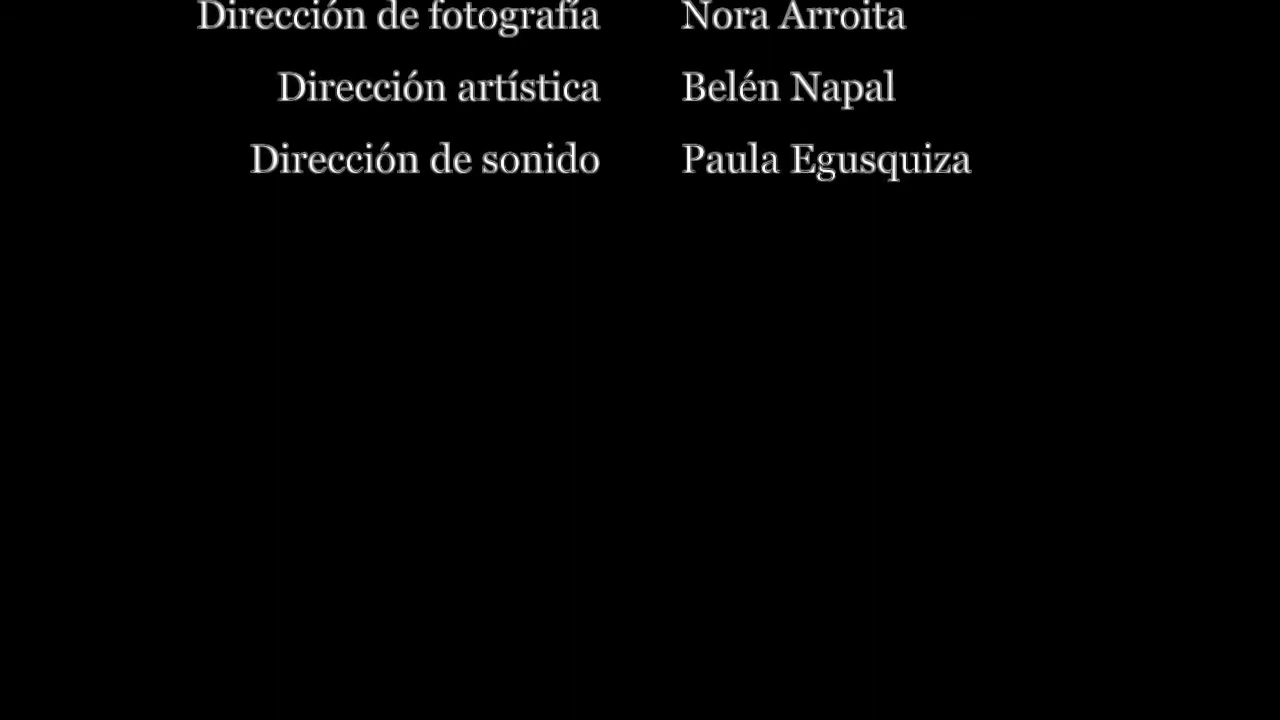 Dirección de fotografía Nora Arroita
Dirección artística Belén Napal
Dirección de sonido Paula Egusquiza